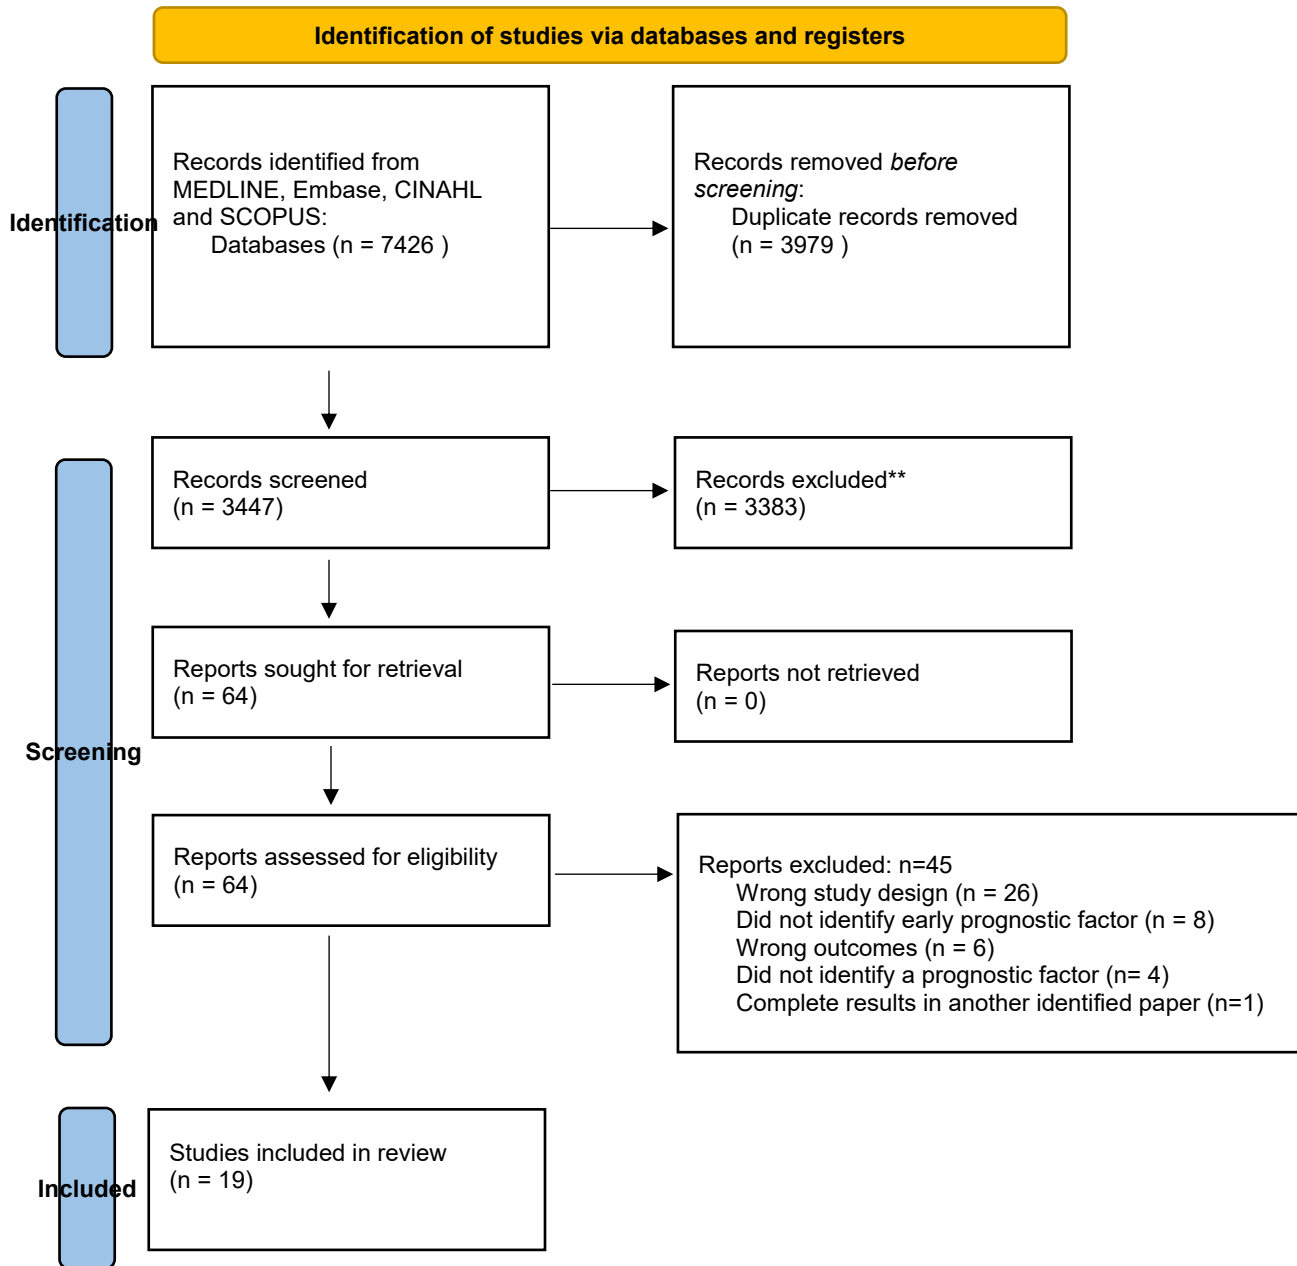 Identification of studies via databases and registers
Identification
Records identified from
MEDLINE, Embase, CINAHL
and SCOPUS:
Databases (n = 7426 )
Records removed before
screening:
Duplicate records removed
(n = 3979 )
Screening
Records screened
(n = 3447)
Records excluded**
(n = 3383)
Reports sought for retrieval
(n = 64)
Reports not retrieved
(n = 0)
Reports assessed for eligibility
(n = 64)
Reports excluded: n=45
Wrong study design (n = 26)
Did not identify early prognostic factor (n = 8)
Wrong outcomes (n = 6)
Did not identify a prognostic factor (n= 4)
Complete results in another identified paper (n=1)
Included
Studies included in review
(n = 19)